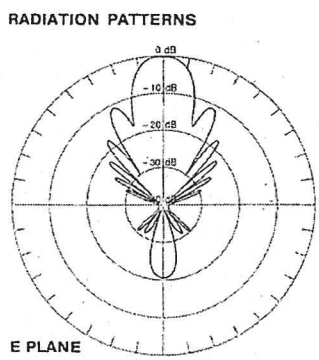 RADIATION PATTERNS
0 dB
-10 dB
-20 dB
-30 dB
E PLANE